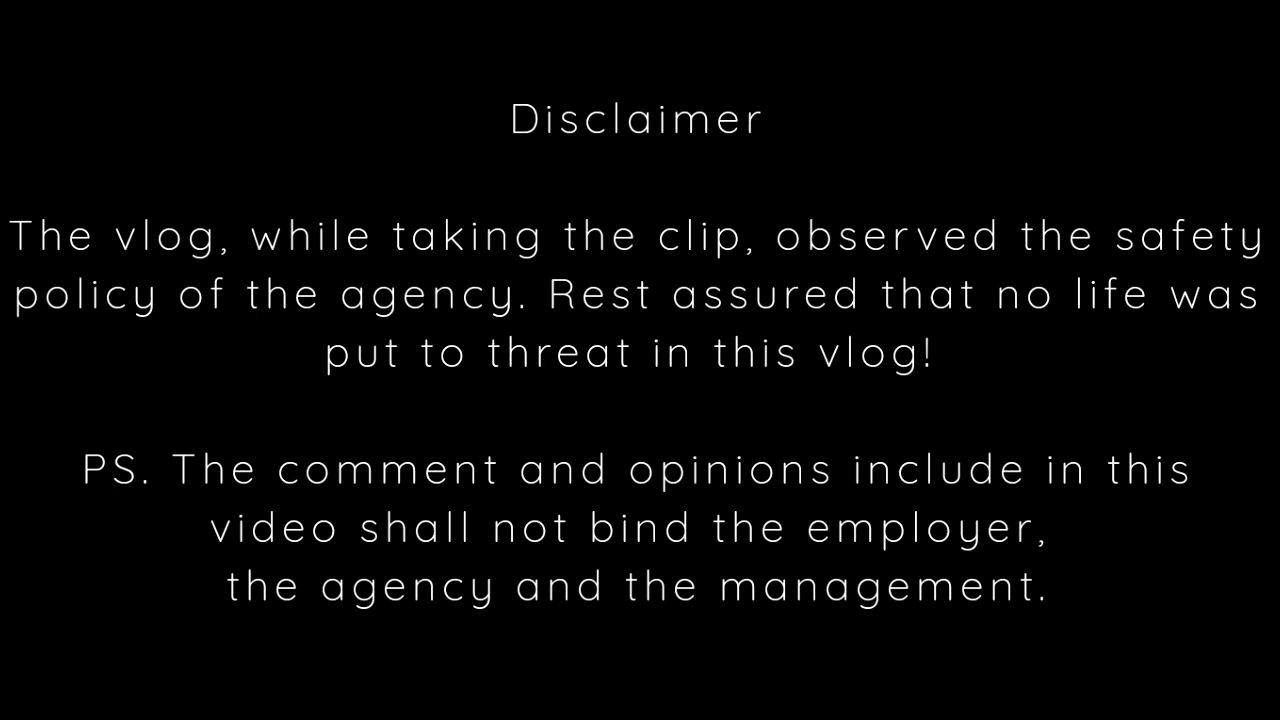 Disclaimer
The vlog, while taking the clip, observed the safety
policy of the agency. Rest assured that no life was
put to threat in this vlog!
PS. The comment and opinions include in this
video shall not bind the employer,
the agency and the management.